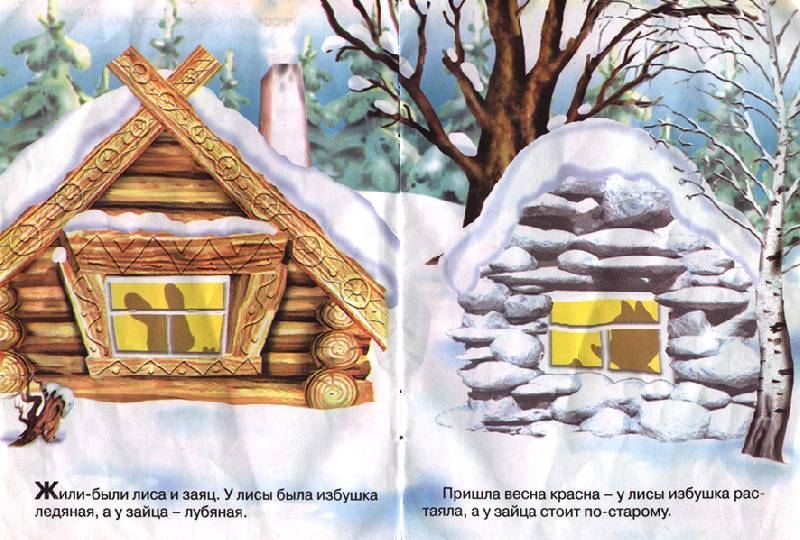 Жили-были лиса и заяц. У лисы была избушка
ледяная, а у зайца – лубяная.
Пришла весна красна – у лисы избушка рас-
таяла, а у зайца стоит по-старому.